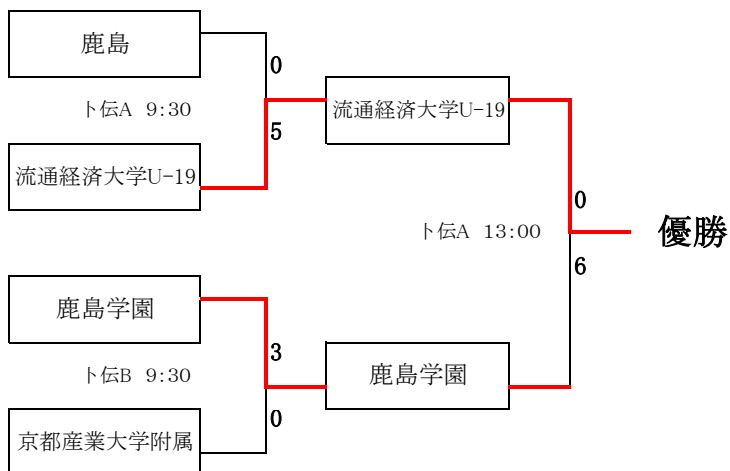 鹿島
0
卜伝A 9:30
5
流通経済大学U-19
流通経済大学U-19
0
卜伝A 13:00
優勝
6
鹿島学園
3
卜伝B 9:30
0
鹿島学園
京都産業大学附属